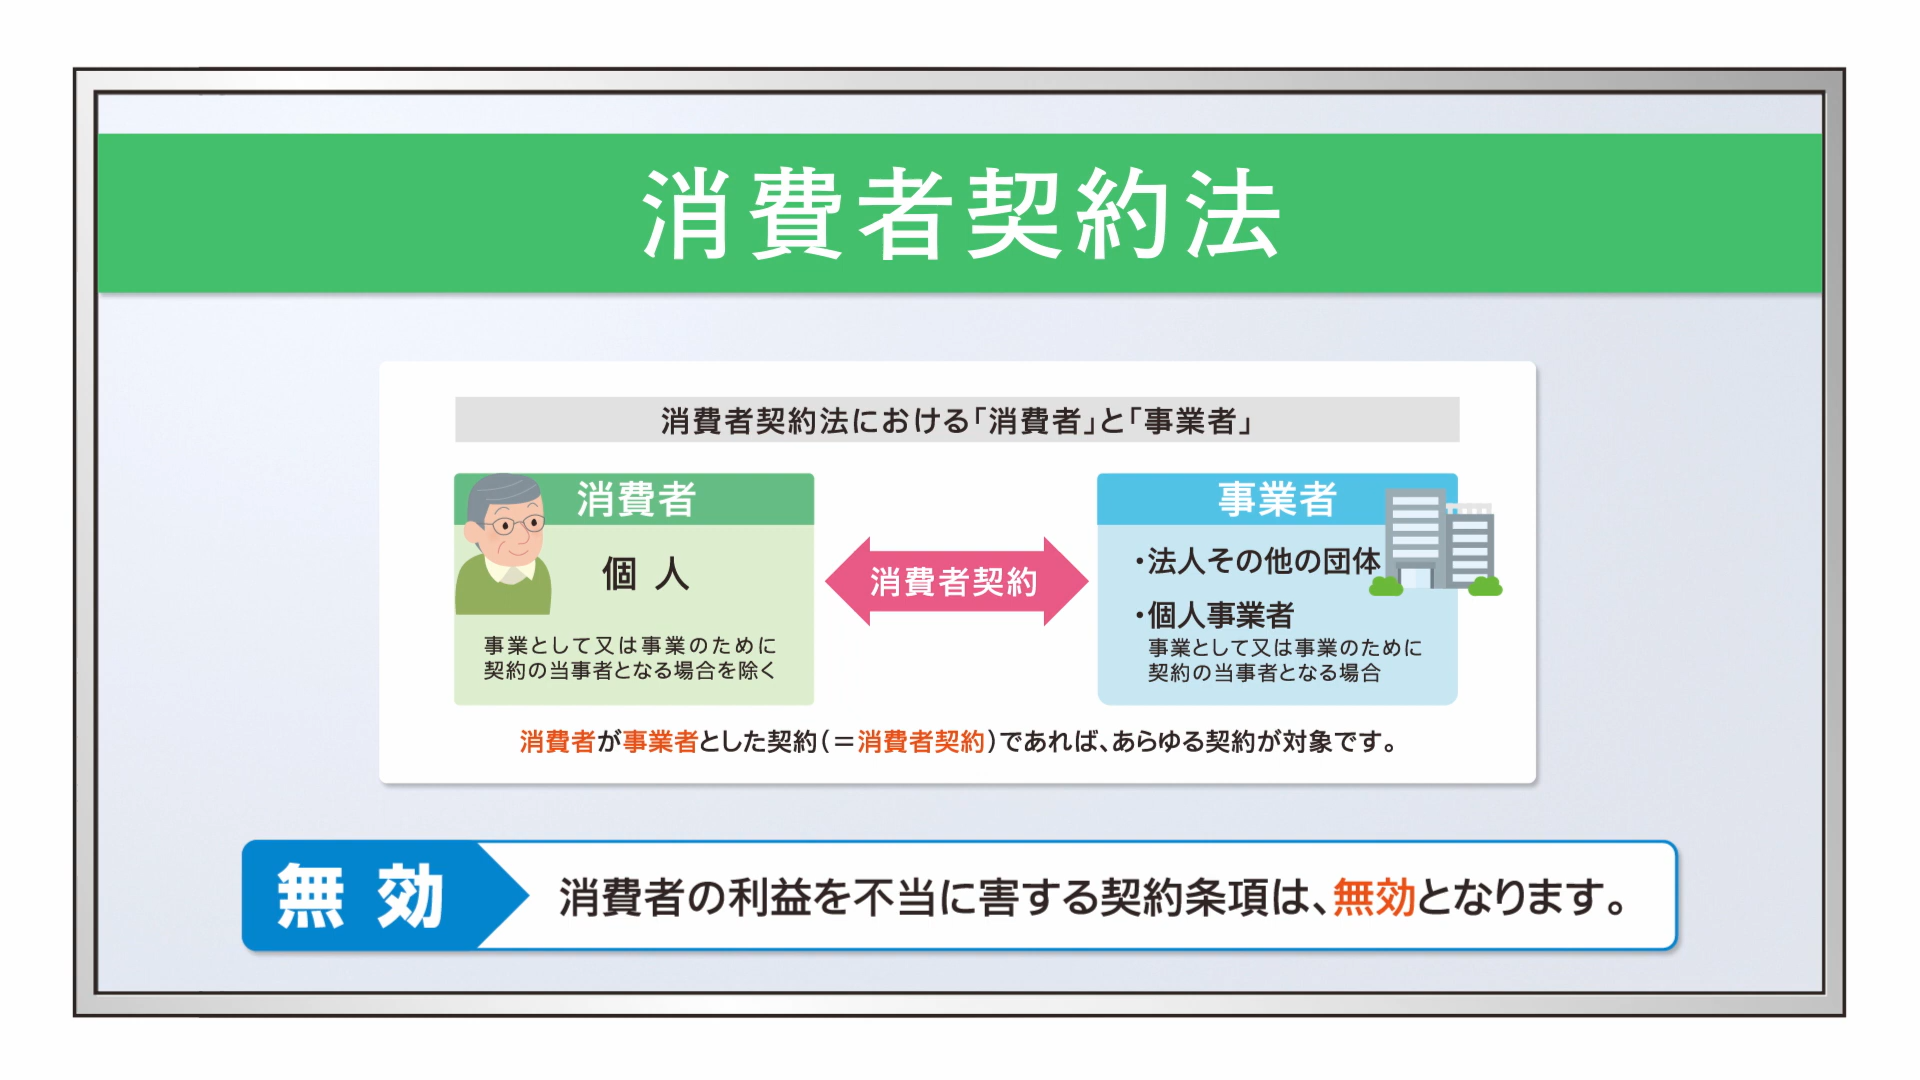 消費者契約法
消費者契約法における「消費者」と「事業者」
消費者
個人
事業として又は事業のために
契約の当事者となる場合を除く
消費者契約
事業者
・法人その他の団体
・個人事業者
事業として又は事業のために
契約の当事者となる場合
消費者が事業者とした契約(＝消費者契約)であれば、あらゆる契約が対象です。
無効
消費者の利益を不当に害する契約条項は、無効となります。